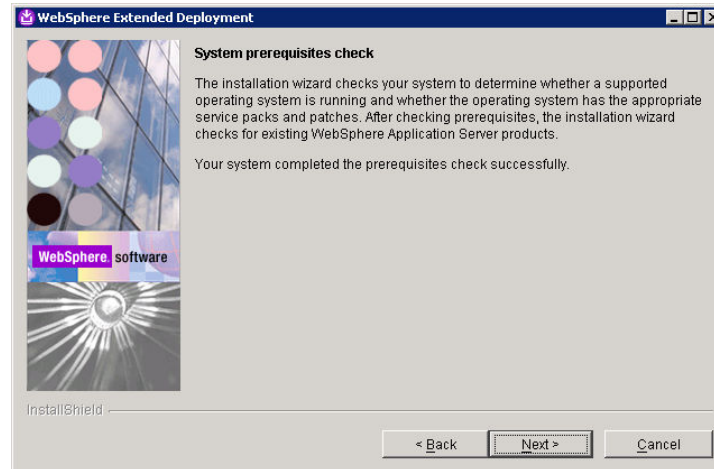 WebSphere Extended Deployment
System prerequisites check
The installation wizard checks your system to determine whether a supported
operating system is running and whether the operating system has the appropriate
service packs and patches. After checking prerequisites, the installation wizard
checks for existing WebSphere Application Server products.
Your system completed the prerequisites check successfully.
WebSphere. software
InstallShield
< Back Next > Cancel